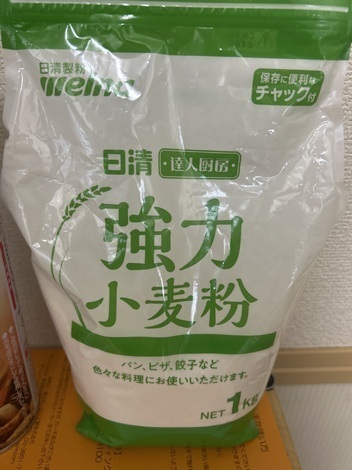 日清製粉
Welna
保存に便利な
チャック付
日清 達人厨房
強力
小麦粉
パン、ピザ、餃子など
色々な料理にお使いいただけます。
NET 1KG